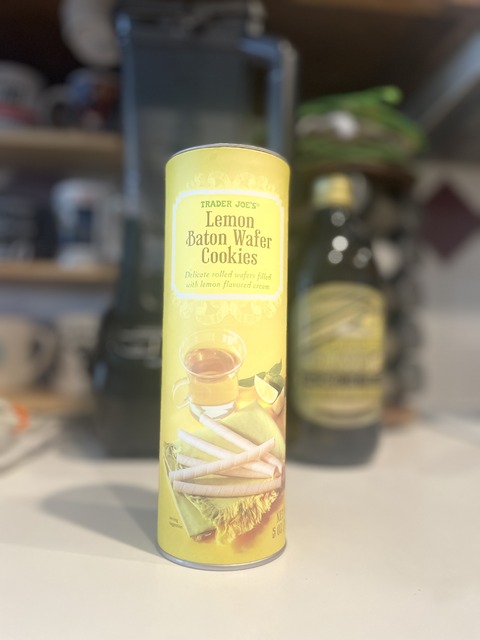 TRADER JOE'S
Lemon
Baton Wafer
Cookies
Delicate rolled wafers filled
with lemon flavored cream